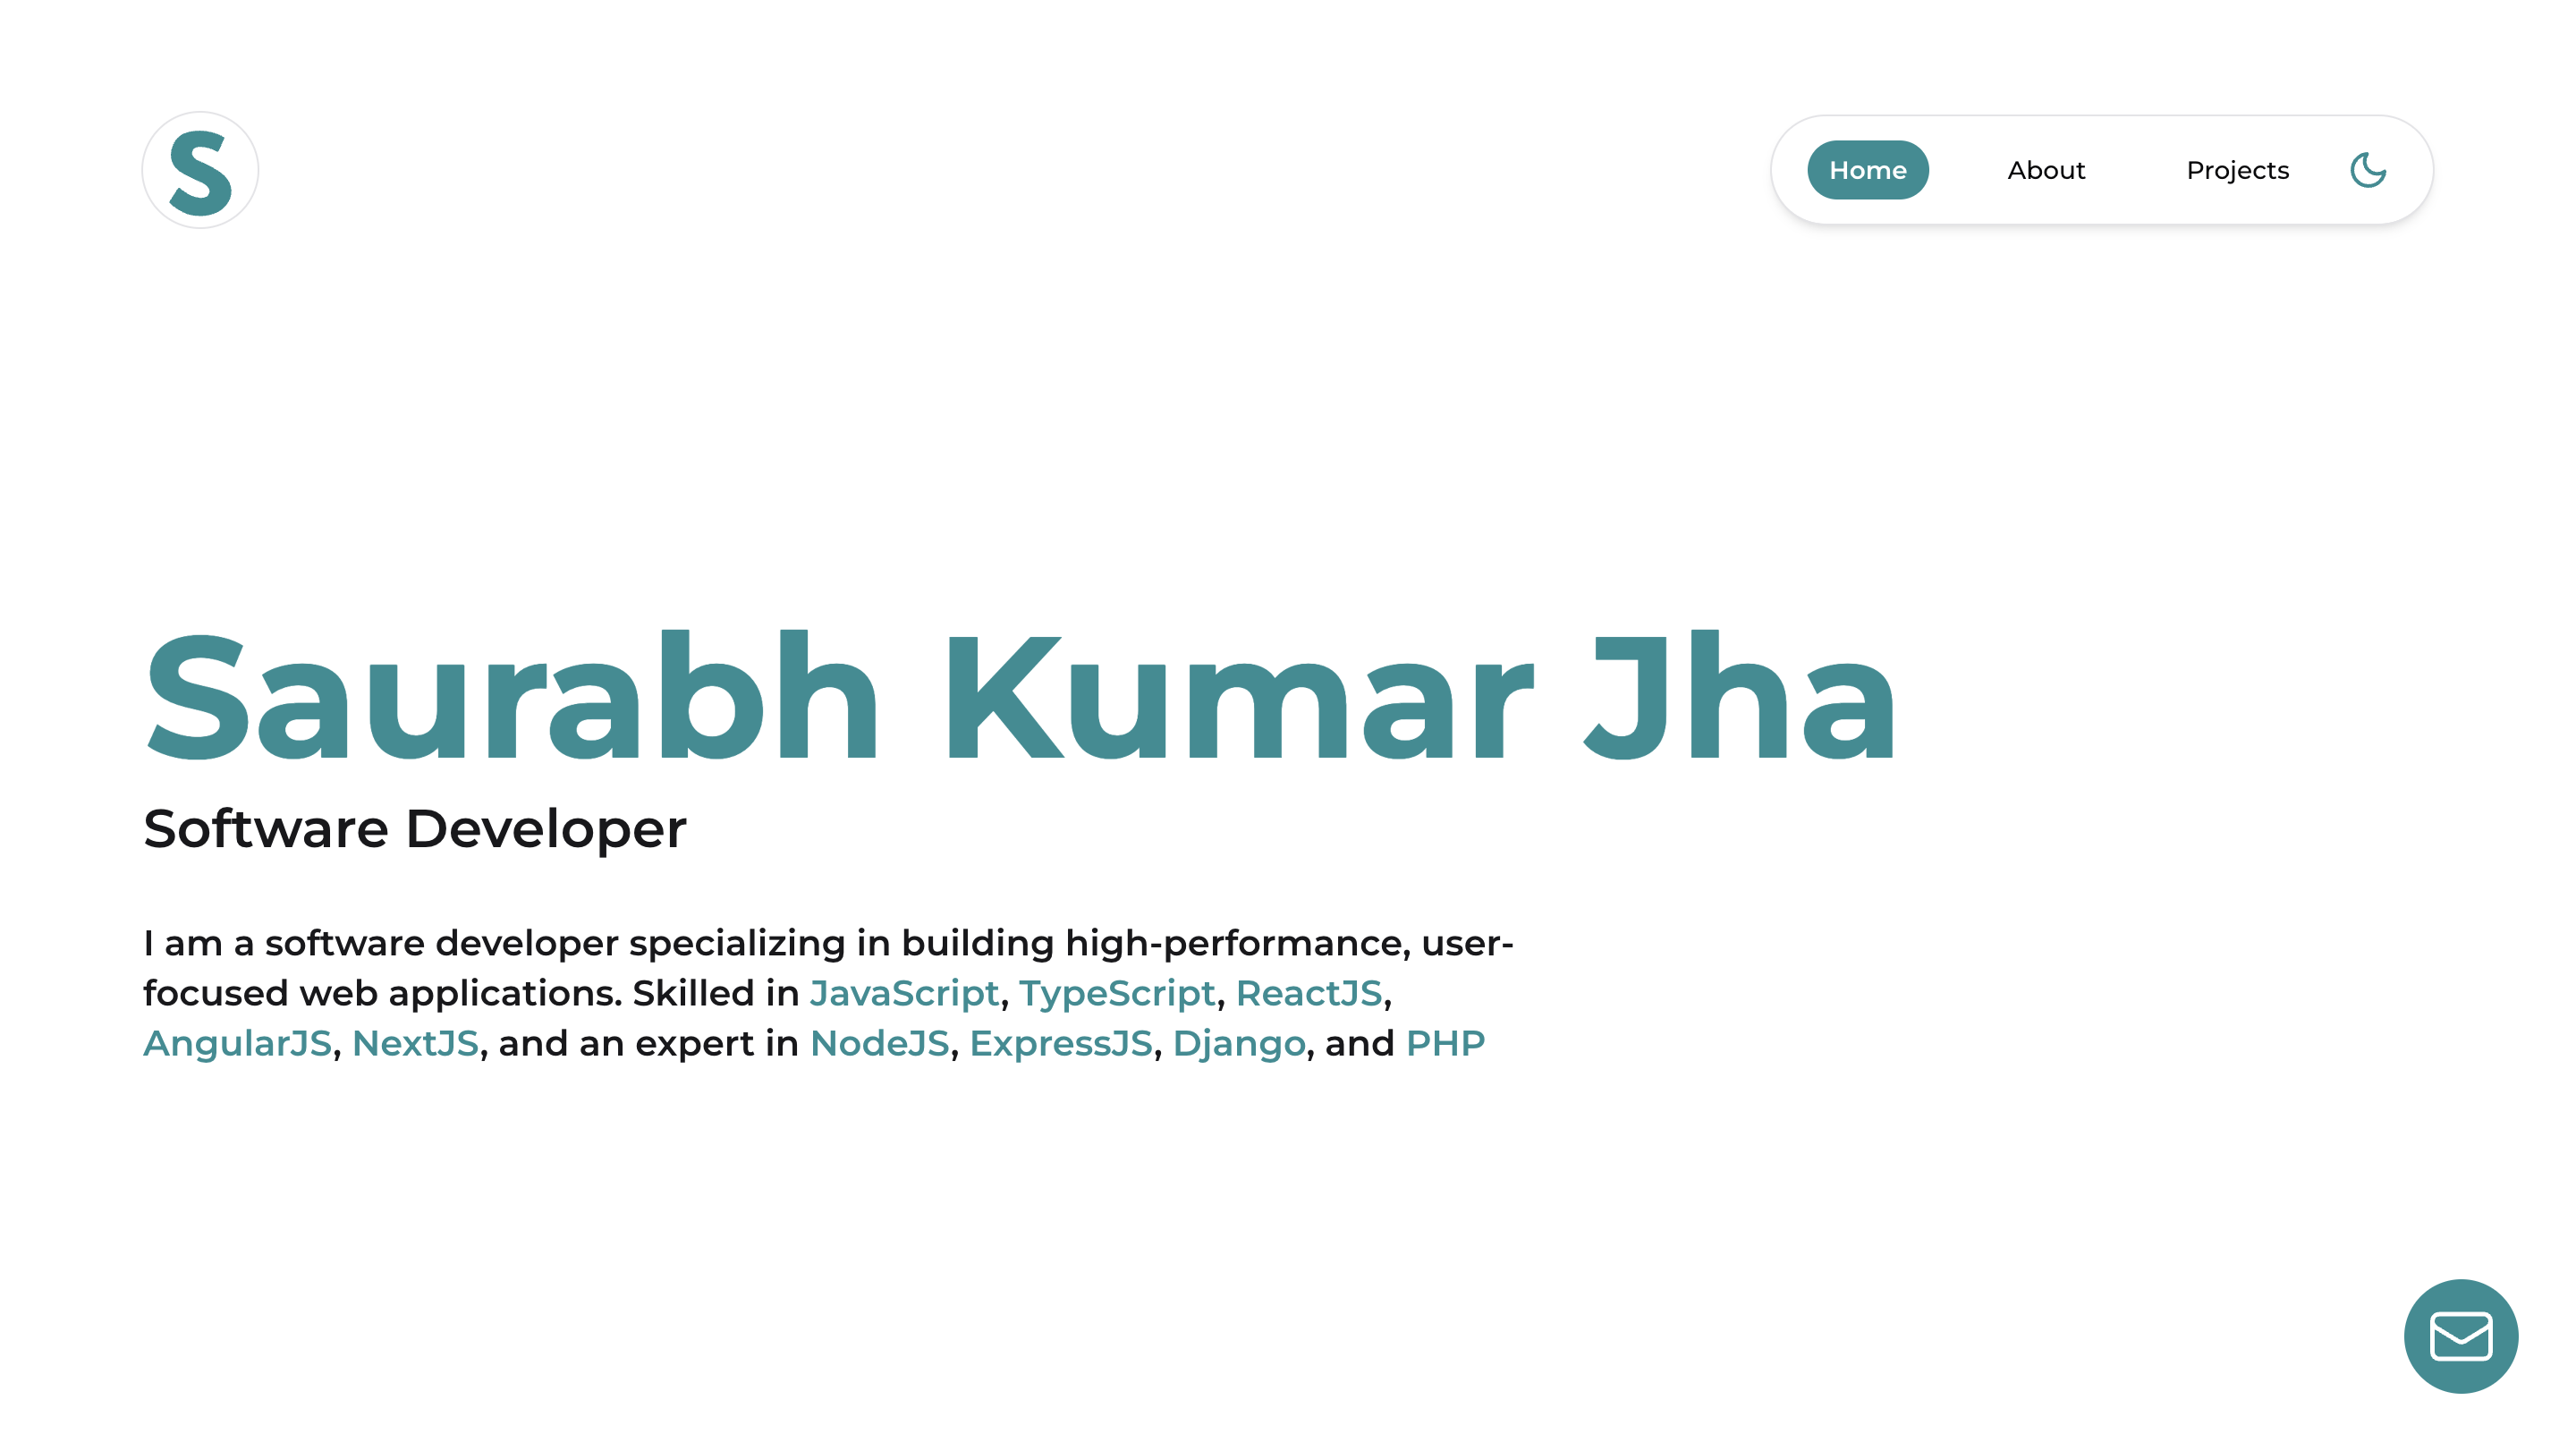 S
Home About Projects
Saurabh Kumar Jha
Software Developer
I am a software developer specializing in building high-performance, user-
focused web applications. Skilled in JavaScript, TypeScript, ReactJS,
AngularJS, NextJS, and an expert in NodeJS, ExpressJS, Django, and PHP